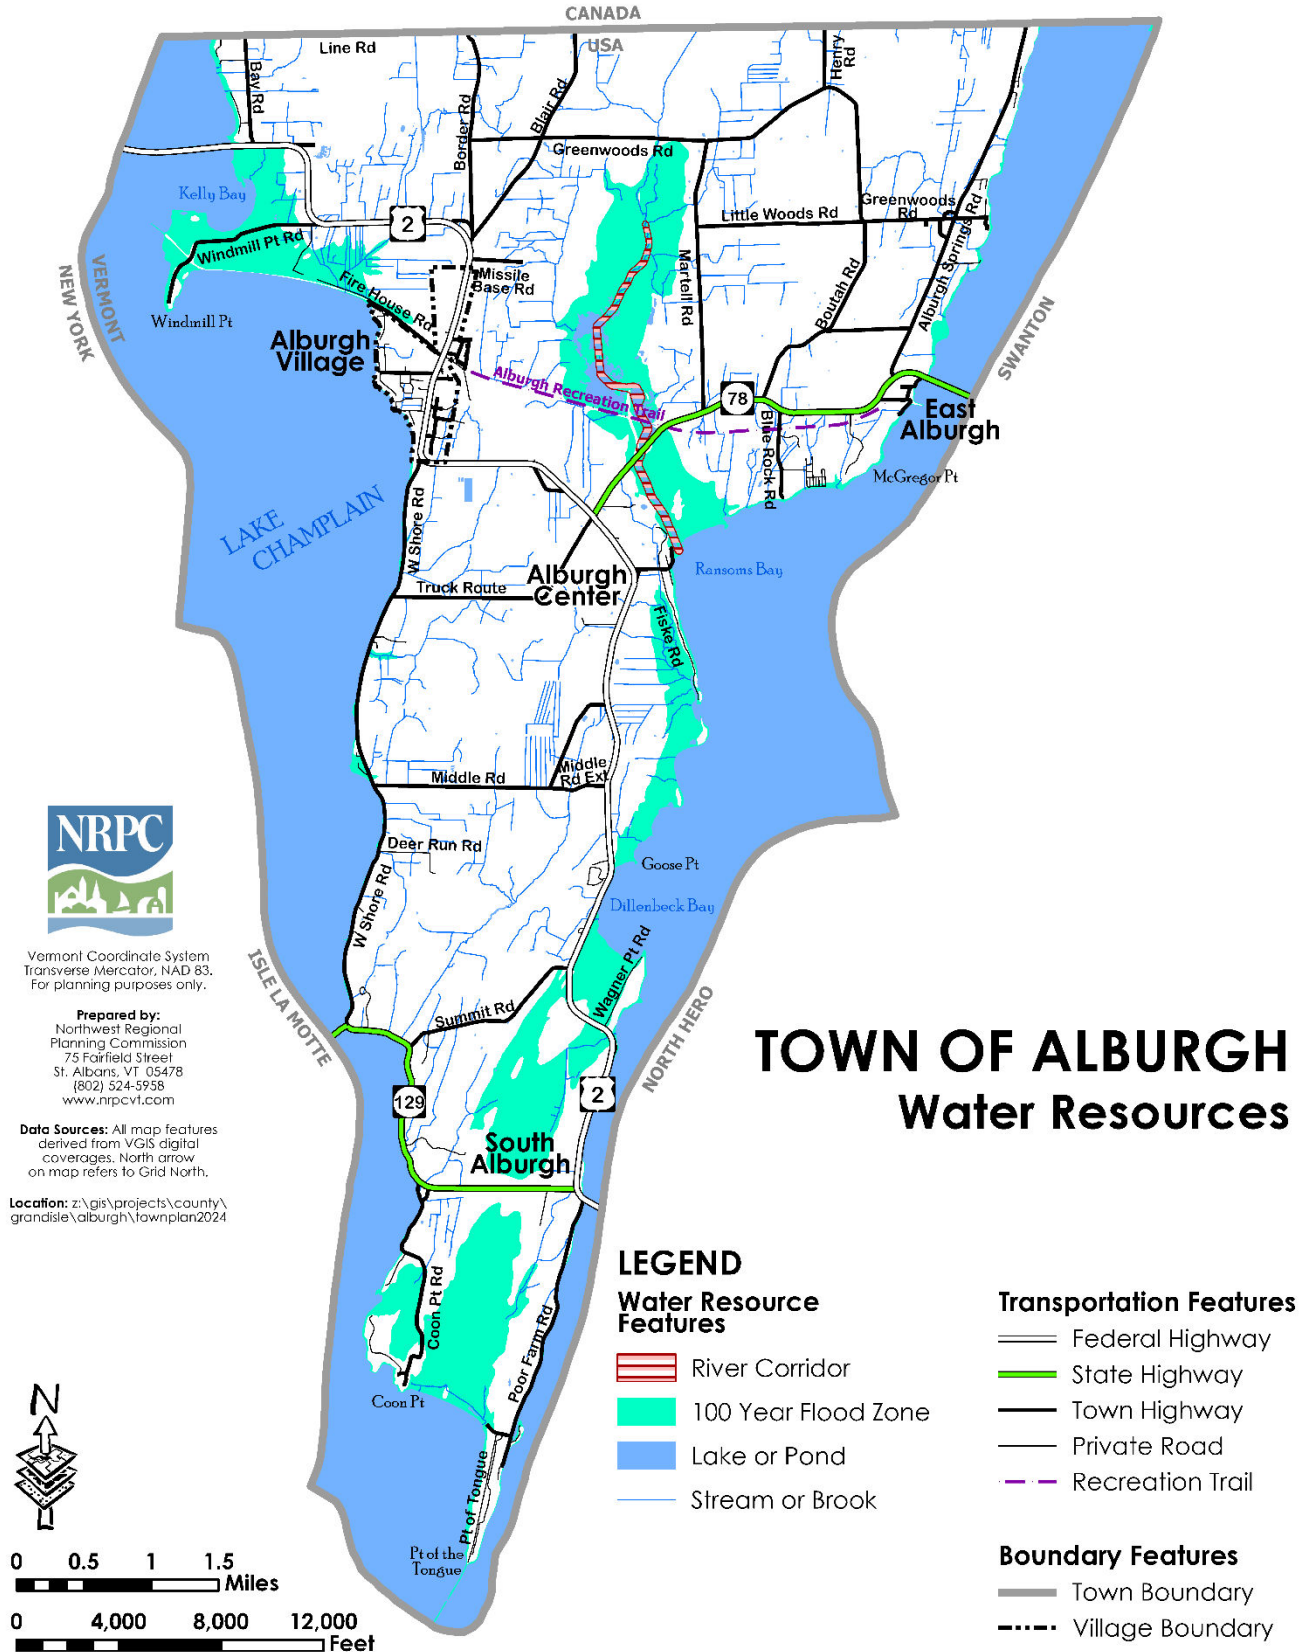 CANADA
USA
Line Rd
Bay Rd
Border Rd
Blair Rd
Henry
Rd
Greenwoods Rd
Kelly Bay
2
Little Woods Rd
Greenwoods
Rd
Windmill Pt Rd
Martell Rd
Alburgh Springs Rd
VERMONT
NEW YORK
Missile
Base Rd
Fire House Rd
Boutah Rd
SWANTON
Windmill Pt
Alburgh
Village
Alburgh Recreation Trail
78
East
Alburgh
Blue Rock Rd
McGregor Pt
LAKE
CHAMPLAIN
W Shore Rd
Ransoms Bay
Alburgh
Center
Truck Route
Fiske Rd
Middle Rd
Middle
Rd Ext
Deer Run Rd
Goose Pt
W Shore Rd
Dillenbeck Bay
Wagner Pt Rd
ISLE LA MOTTE
Summit Rd
NORTH HERO
129
2
South
Alburgh
Coon Pt Rd
Poor Farm Rd
Coon Pt
Pt of Tongue
Pt of the
Tongue
NRPC
Vermont Coordinate System
Transverse Mercator, NAD 83.
For planning purposes only.
Prepared by:
Northwest Regional
Planning Commission
75 Fairfield Street
St. Albans, VT 05478
(802) 524-5958
www.nrpcvt.com
Data Sources: All map features
derived from VGIS digital
coverages. North arrow
on map refers to Grid North.
Location: z:\gis\projects\county\
grandisle\alburgh\townplan2024
TOWN OF ALBURGH
Water Resources
LEGEND
Water Resource
Features
River Corridor
100 Year Flood Zone
Lake or Pond
Stream or Brook
Transportation Features
Federal Highway
State Highway
Town Highway
Private Road
Recreation Trail
Boundary Features
Town Boundary
Village Boundary
N
0 0.5 1 1.5
Miles
0 4,000 8,000 12,000
Feet